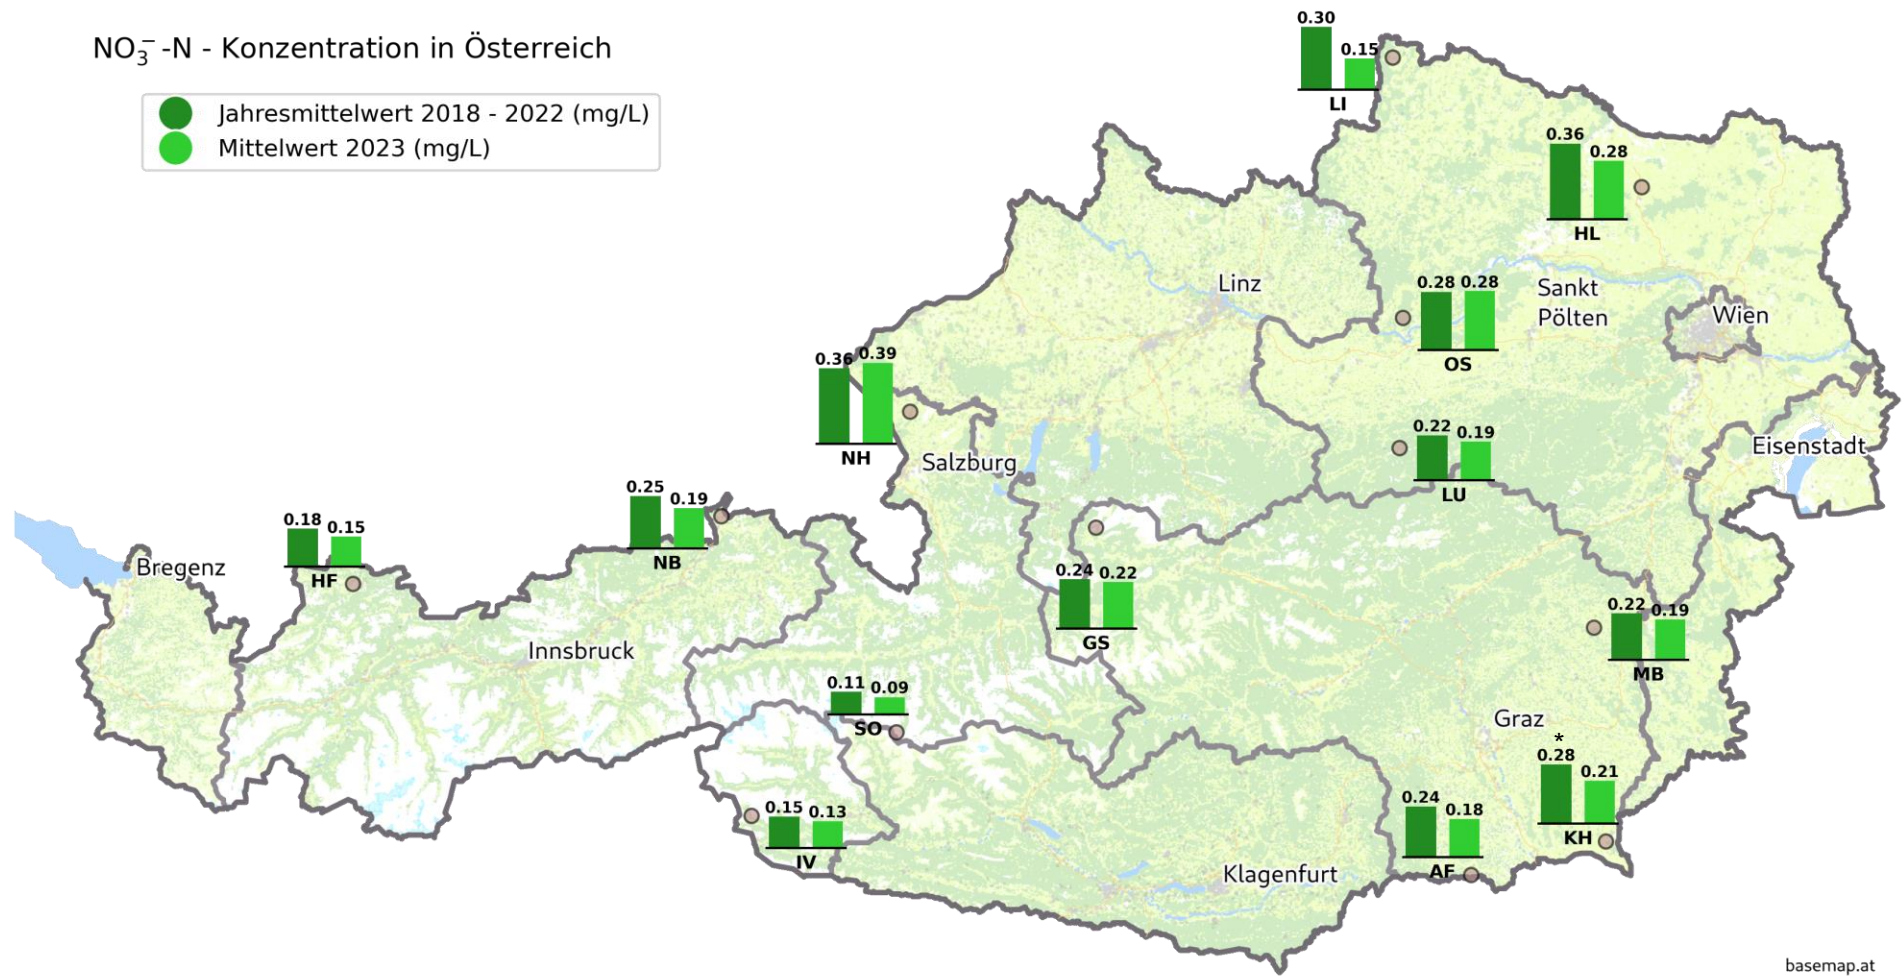 NO₃⁻-N - Konzentration in Österreich
Jahresmittelwert 2018 - 2022 (mg/L)
Mittelwert 2023 (mg/L)
0.30 0.15
LI
0.36 0.28
HL
Linz
0.28 0.28
OS
Sankt
Pölten
Wien
0.36 0.39
NH
Salzburg
0.22 0.19
LU
Eisenstadt
0.25 0.19
NB
0.18 0.15
HF
Bregenz
0.24 0.22
GS
Innsbruck
0.22 0.19
MB
0.11 0.09
SO
Graz
*
0.28 0.21
KH
0.15 0.13
IV
0.24 0.18
AF
Klagenfurt
basemap.at